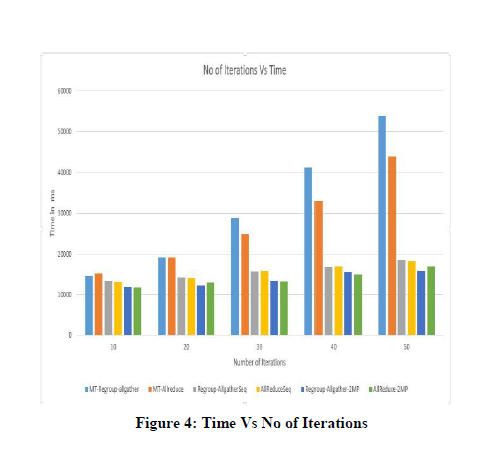 No of Iterations Vs Time
60000
50000
40000
30000
20000
10000
0
Time in ms
10
20
30
40
50
Number of Iterations
MT-Regroup-allgather MT-Allreduce Regroup-AllgatherSeq AllReduceSeq Regroup-Allgather-2MP AllReduce-2MP
Figure 4: Time Vs No of Iterations